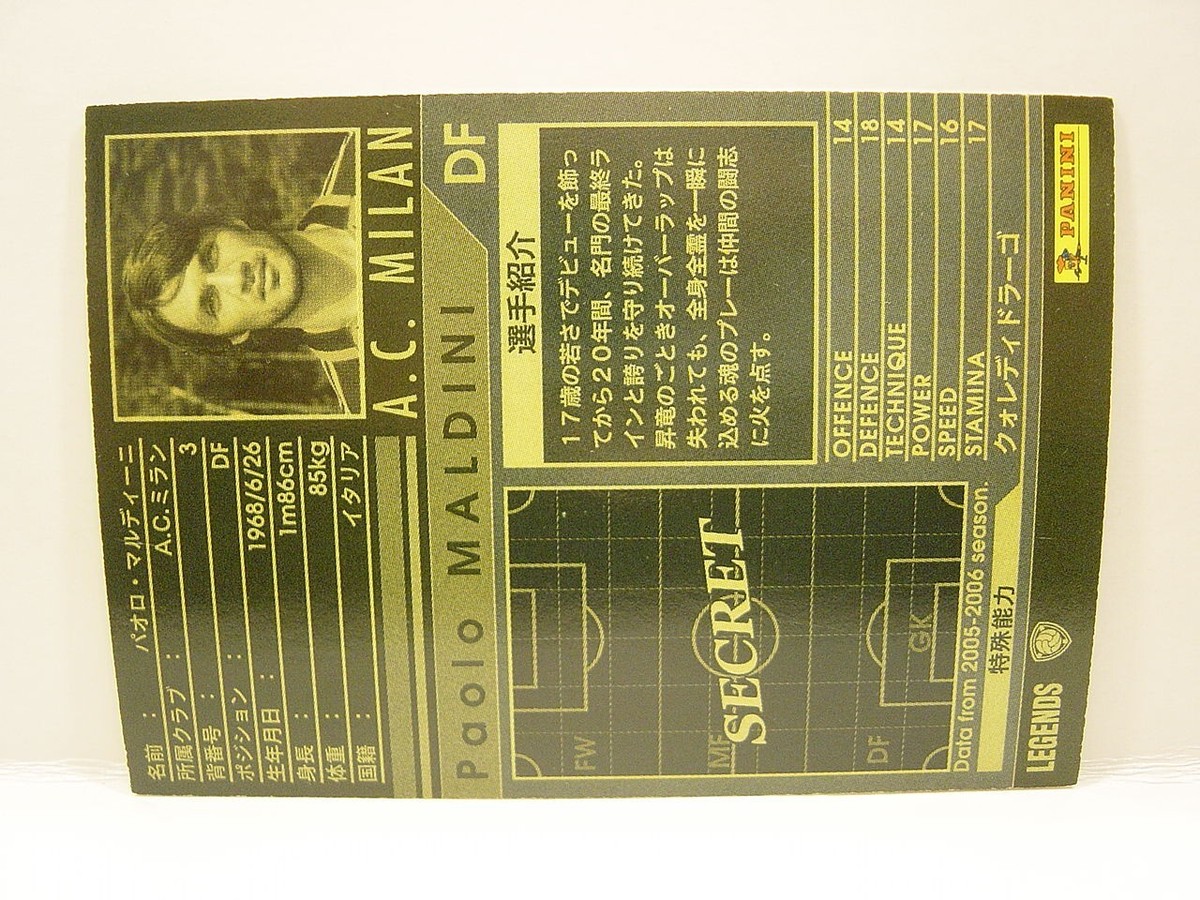 名前 : パオロ・マルディーニ
所属クラブ : A.C.ミラン
背番号 : 3
ポジション : DF
生年月日 : 1968/6/26
身長 : 1m86cm
体重 : 85kg
国籍 : イタリア
A.C. MILAN
Paolo MALDINI DF
選手紹介
17歳の若さでデビューを飾っ
てから20年間、名門の最終ラ
インと誇りを守り続けてきた。
昇竜のごときオーバーラップは
失われても、全身全霊を一瞬に
込める魂のプレーは仲間の闘志
に火を点す。
FW
MF
DF
GK
SECRET
Data from 2005-2006 season.
OFFENCE 14
DEFENCE 18
TECHNIQUE 14
POWER 17
SPEED 16
STAMINA 17
特殊能力 クォレディドラーゴ
LEGENDS
PANINI